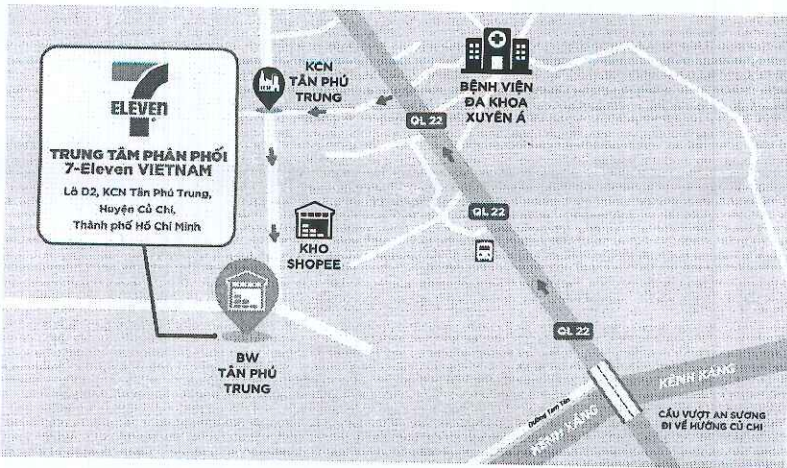 7
ELEVEn
TRUNG TÂM PHÂN PHỐI
7-Eleven VIETNAM
Lô D2, KCN Tân Phú Trung,
Huyện Củ Chi,
Thành phố Hồ Chí Minh
KCN
TÂN PHÚ
TRUNG
BỆNH VIỆN
ĐA KHOA
XUYÊN Á
QL 22
QL 22
KHO
SHOPEE
QL 22
BW
TÂN PHÚ
TRUNG
KÊNH XÁNG
Đường Tam Tân
KÊNH XÁNG
CẦU VƯỢT AN SƯƠNG
ĐI VỀ HƯỚNG CỦ CHI